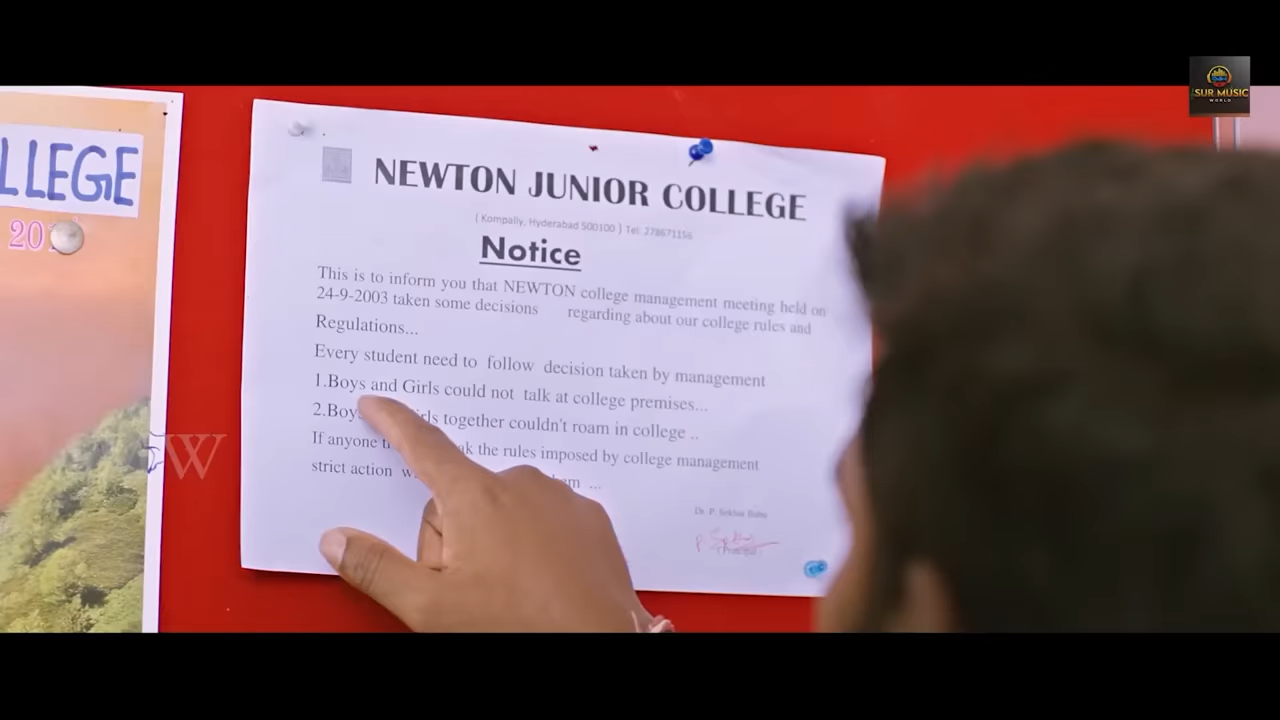 SUR MUSIC
WORLD
LLEGE
20
NEWTON JUNIOR COLLEGE
( Kompally, Hyderabad 500100 ) Tel: 278671156
Notice
This is to inform you that NEWTON college management meeting held on
24-9-2003 taken some decisions regarding about our college rules and
Regulations...
Every student need to follow decision taken by management
1.Boys and Girls could not talk at college premises...
2.Boys together couldn't roam in college ..
If anyone the rules imposed by college management
strict action ...
Dr. P. Sekhar Babu
W